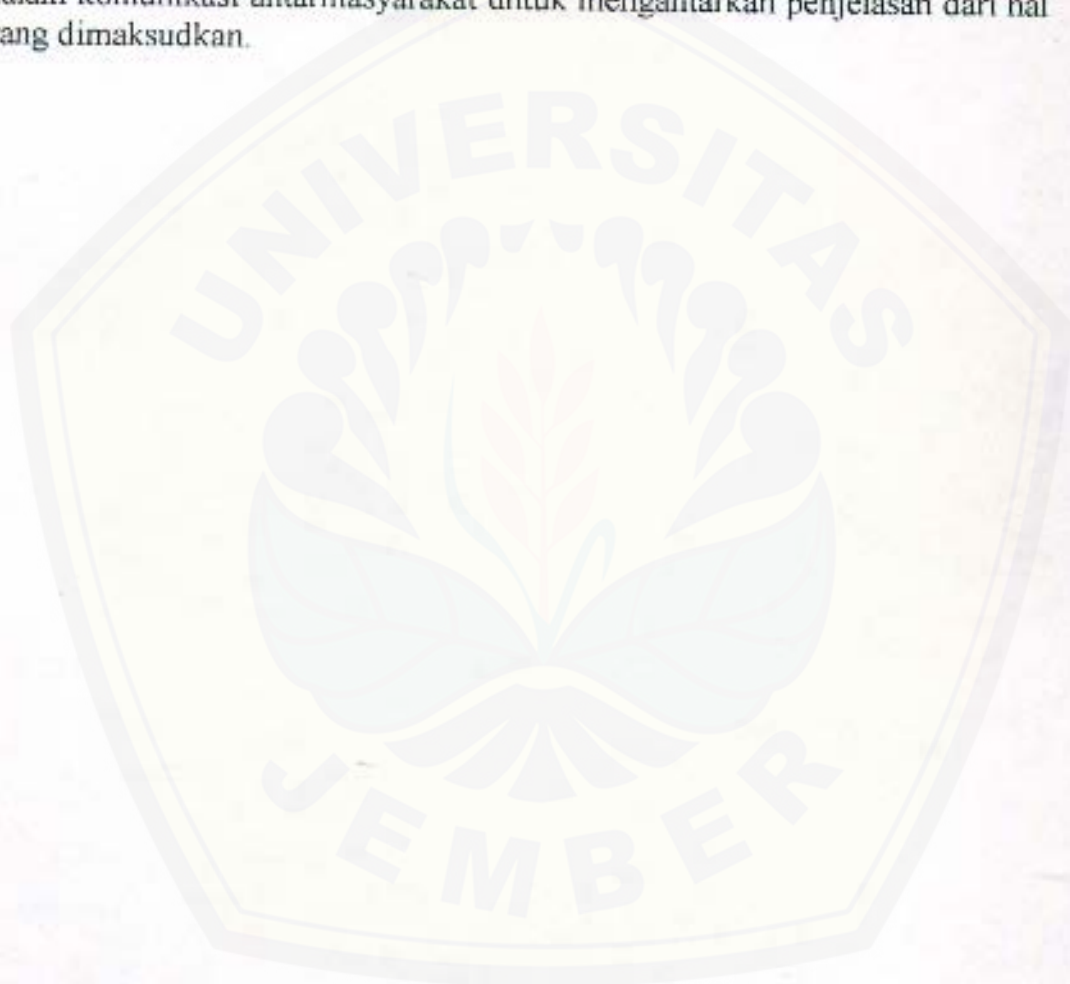 komunikasi antarmasyarakat untuk mengantarkan penjelasan dari hal
ang dimaksudkan.
UNIVERSITAS
JEMBER